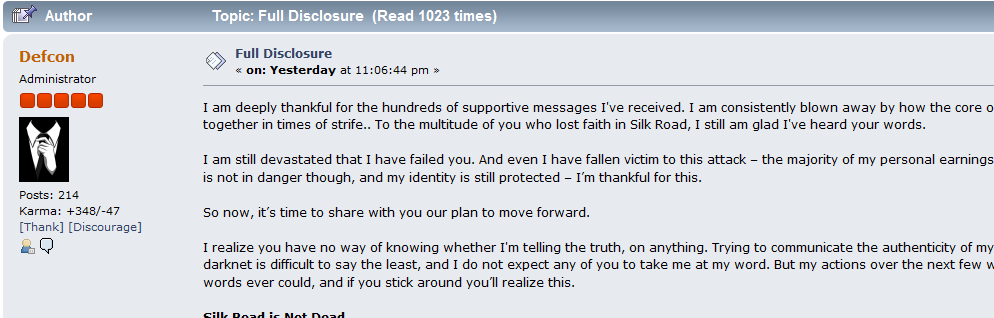 Author
Topic: Full Disclosure (Read 1023 times)
Defcon
Administrator
Posts: 214
Karma: +348/-47
[Thank] [Discourage]
Full Disclosure
« on: Yesterday at 11:06:44 pm »
I am deeply thankful for the hundreds of supportive messages I've received. I am consistently blown away by how the core o
together in times of strife.. To the multitude of you who lost faith in Silk Road, I still am glad I've heard your words.
I am still devastated that I have failed you. And even I have fallen victim to this attack – the majority of my personal earnings
is not in danger though, and my identity is still protected – I'm thankful for this.
So now, it's time to share with you our plan to move forward.
I realize you have no way of knowing whether I'm telling the truth, on anything. Trying to communicate the authenticity of my
darknet is difficult to say the least, and I do not expect any of you to take me at my word. But my actions over the next few w
words ever could, and if you stick around you'll realize this.
Silk Road is Not Dead